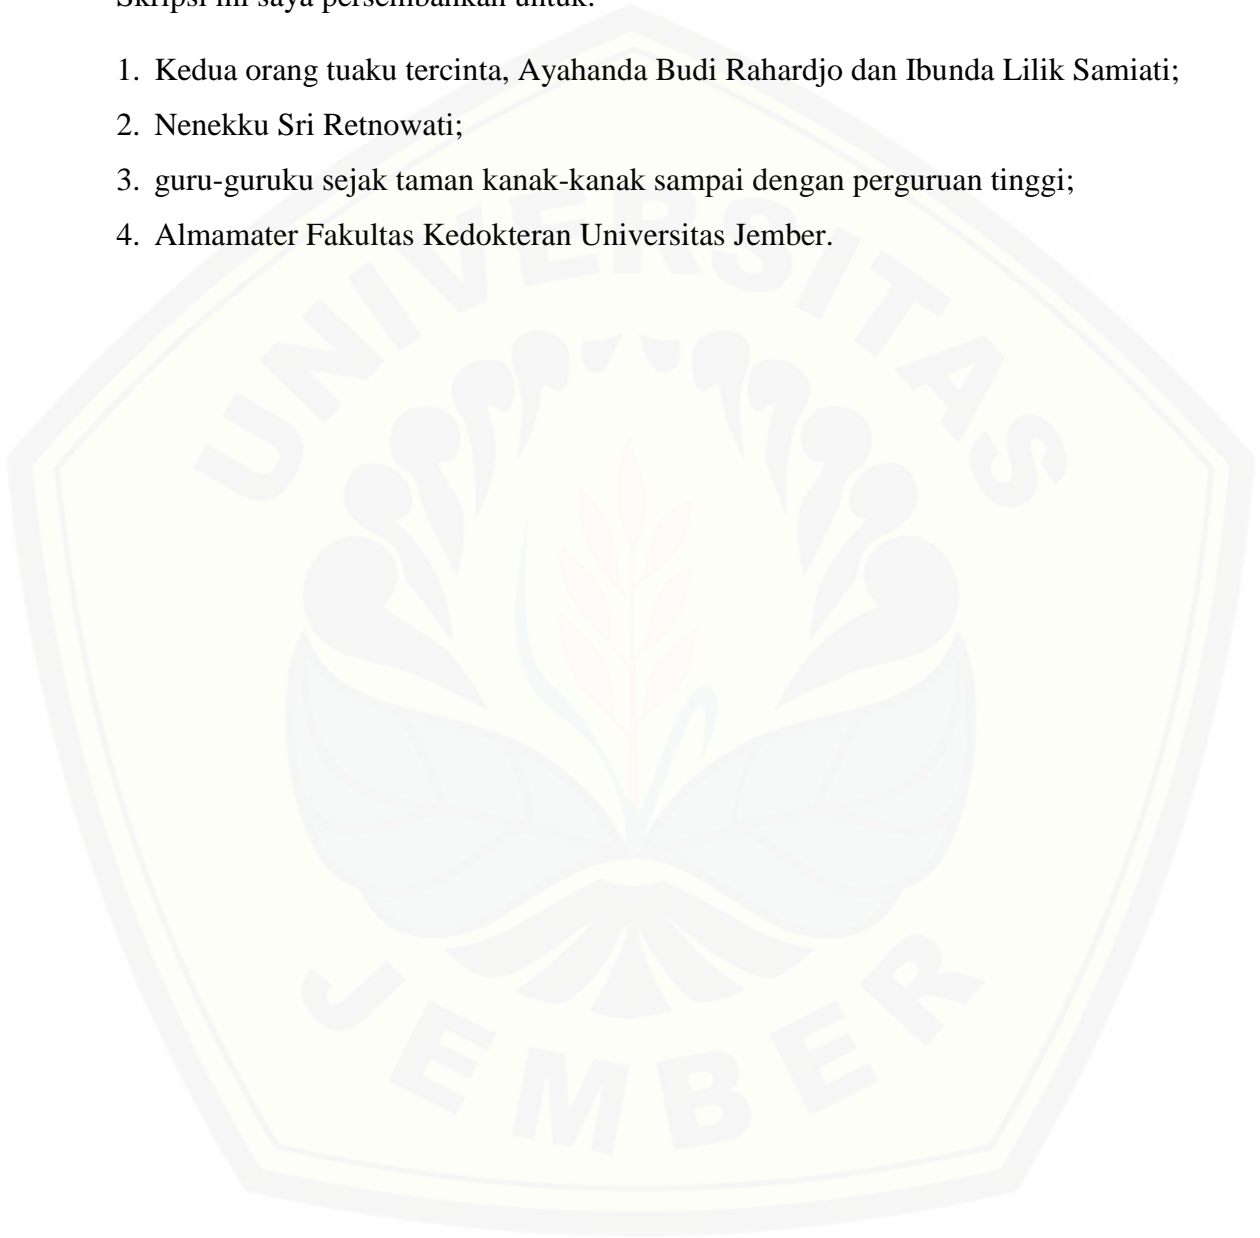 Skripsi ini saya persembahkan untuk:
1. Kedua orang tuaku tercinta, Ayahanda Budi Rahardjo dan Ibunda Lilik Samiati;
2. Nenekku Sri Retnowati;
3. guru-guruku sejak taman kanak-kanak sampai dengan perguruan tinggi;
4. Almamater Fakultas Kedokteran Universitas Jember.
UNIVERSITAS
JEMBER